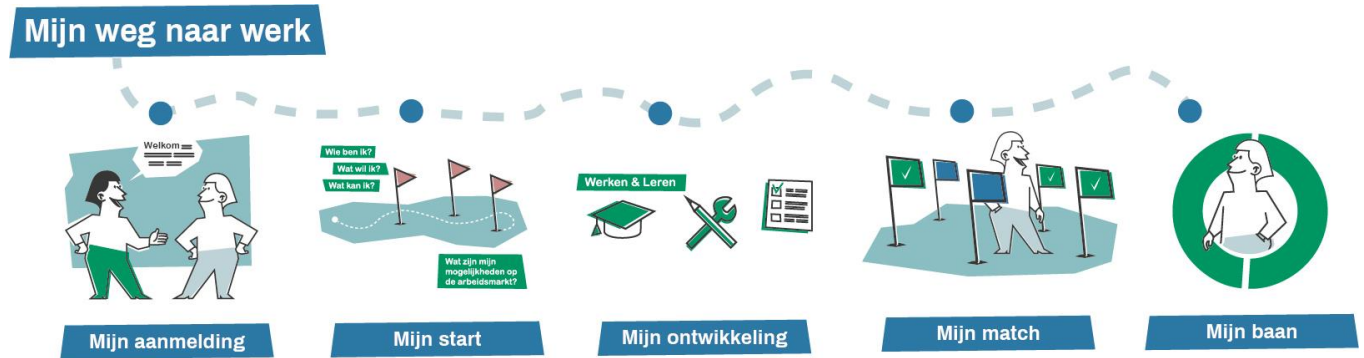 Mijn weg naar werk
Welkom
Wie ben ik?
Wat wil ik?
Wat kan ik?
Wat zijn mijn
mogelijkheden op
de arbeidsmarkt?
Werken & Leren
Mijn aanmelding
Mijn start
Mijn ontwikkeling
Mijn match
Mijn baan